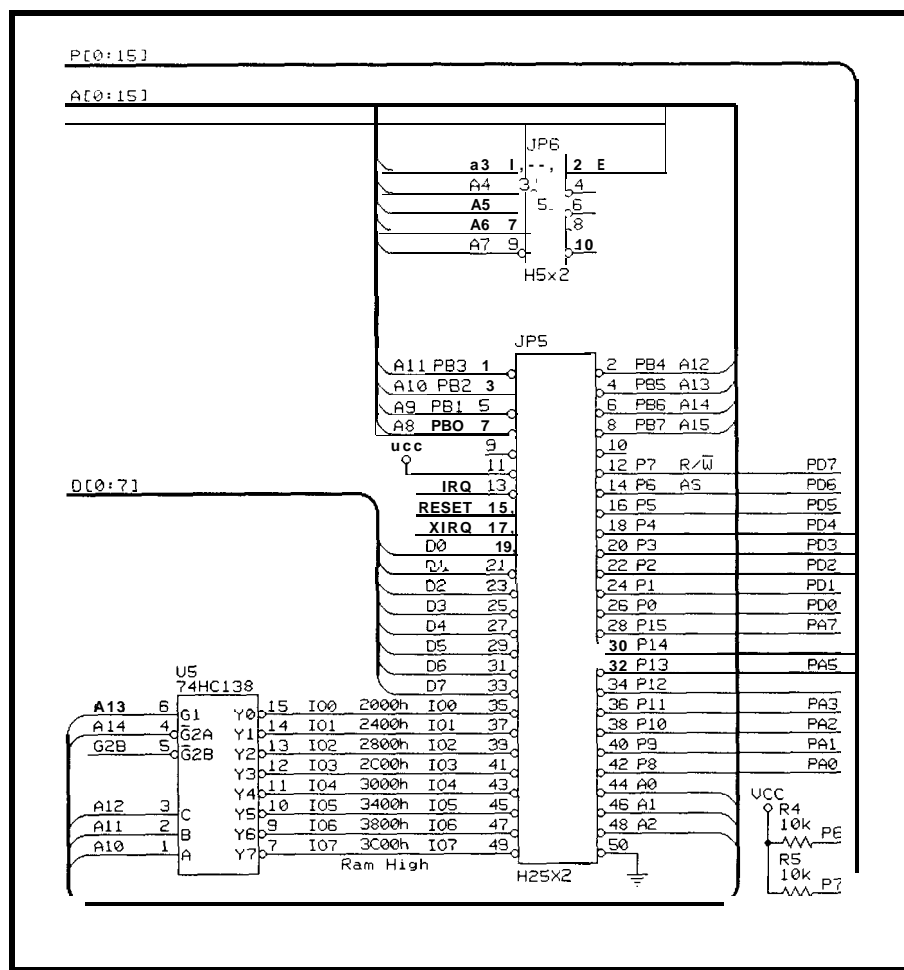 P[0:15]
A[0:15]
JP6
a3 2 E
A4 3 4
A5 5 6
A6 7 8
A7 9 10
H5x2
JP5
A11 PB3 1 2 PB4 A12
A10 PB2 3 4 PB5 A13
A9 PB1 5 6 PB6 A14
A8 PBO 7 8 PB7 A15
ucc 9 10
11 12 P7 R/W̅ PD7
D[0:7] IRQ 13 14 P6 AS PD6
RESET 15 16 P5 PD5
XIRQ 17 18 P4 PD4
D0 19 20 P3 PD3
D1 21 22 P2 PD2
D2 23 24 P1 PD1
D3 25 26 P0 PD0
D4 27 28 P15 PA7
D5 29 30 P14
D6 31 32 P13 PA5
D7 33 34 P12
U5
74HC138
A13 6 G1 Y0 15 IO0 2000h IO0 35 36 P11 PA3
A14 4 G̅2A Y1 14 IO1 2400h IO1 37 38 P10 PA2
G2B 5 G̅2B Y2 13 IO2 2800h IO2 39 40 P9 PA1
Y3 12 IO3 2C00h IO3 41 42 P8 PA0
Y4 11 IO4 3000h IO4 43 44 A0
A12 3 C Y5 10 IO5 3400h IO5 45 46 A1
A11 2 B Y6 9 IO6 3800h IO6 47 48 A2
A10 1 A Y7 7 IO7 3C00h IO7 49 50
Ram High
H25X2
VCC
R4
10k P6
R5
10k P7